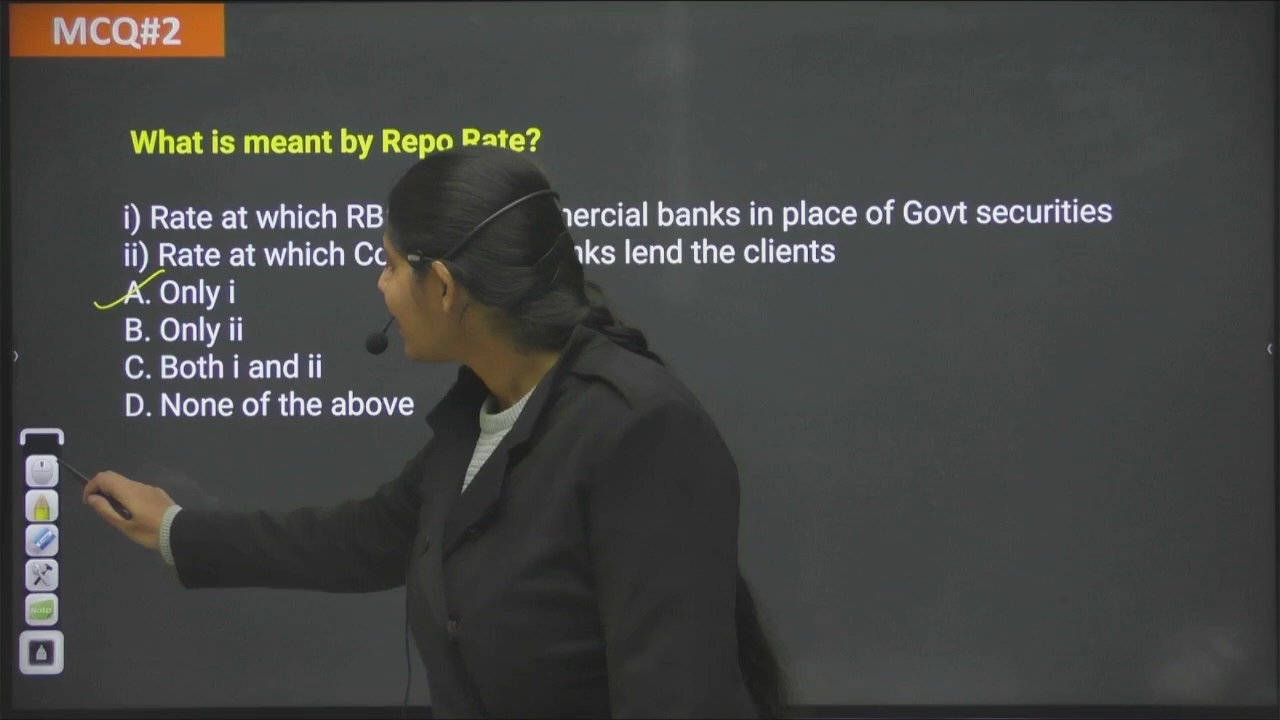 MCQ#2
What is meant by Repo Rate?
i) Rate at which RB mercial banks in place of Govt securities
ii) Rate at which Co nks lend the clients
A. Only i
B. Only ii
C. Both i and ii
D. None of the above